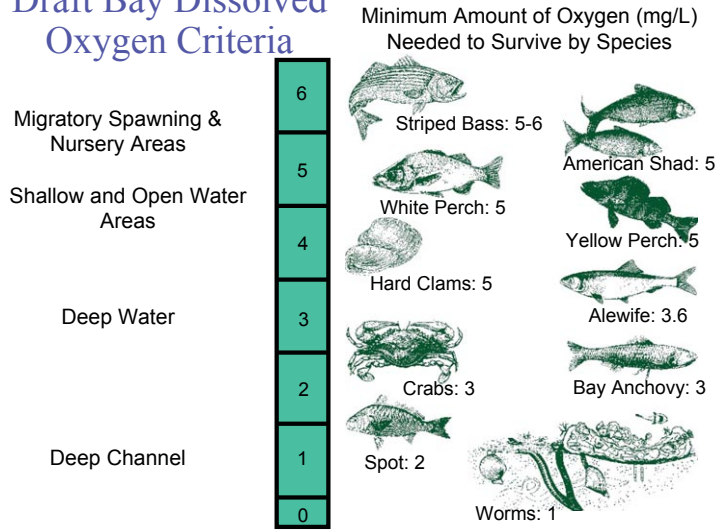 Draft Bay Dissolved
Oxygen Criteria
Minimum Amount of Oxygen (mg/L)
Needed to Survive by Species
Migratory Spawning &
Nursery Areas
Shallow and Open Water
Areas
Deep Water
Deep Channel
6
5
4
3
2
1
0
Striped Bass: 5-6
American Shad: 5
White Perch: 5
Yellow Perch: 5
Hard Clams: 5
Alewife: 3.6
Crabs: 3
Bay Anchovy: 3
Spot: 2
Worms: 1